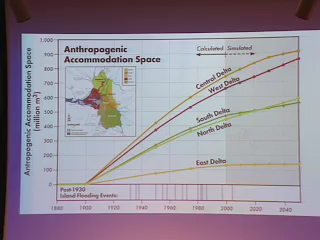 Anthropogenic
Accommodation Space
Calculated
Simulated
Central Delta
West Delta
South Delta
North Delta
East Delta
Post-1930
Island Flooding Events:
Anthropogenic Accommodation Space
(million m³)
1,000
900
800
700
600
500
400
300
200
100
0
1880
1900
1920
1940
1960
1980
2000
2020
2040